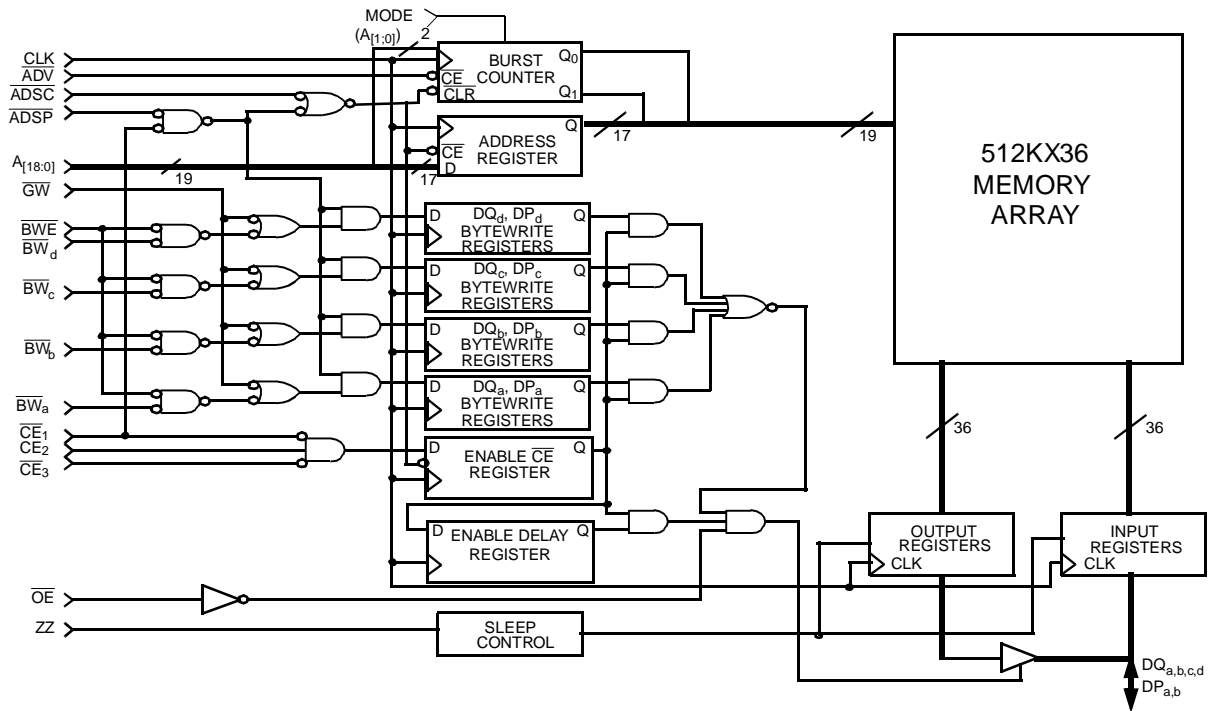 MODE
(A[1;0])
2
CLK
ADV
ADSC
ADSP
A[18:0]
19
GW
BWE
BWd
BWc
BWb
BWa
CE1
CE2
CE3
OE
ZZ
BURST
COUNTER
CE
CLR
Q0
Q1
ADDRESS
REGISTER
CE
D
Q
17
17
19
512KX36
MEMORY
ARRAY
D
DQd, DPd
BYTEWRITE
REGISTERS
Q
D
DQc, DPc
BYTEWRITE
REGISTERS
Q
D
DQb, DPb
BYTEWRITE
REGISTERS
Q
D
DQa, DPa
BYTEWRITE
REGISTERS
Q
D
ENABLE CE
REGISTER
Q
D
ENABLE DELAY
REGISTER
Q
36
36
OUTPUT
REGISTERS
CLK
INPUT
REGISTERS
CLK
SLEEP
CONTROL
DQa,b,c,d
DPa,b